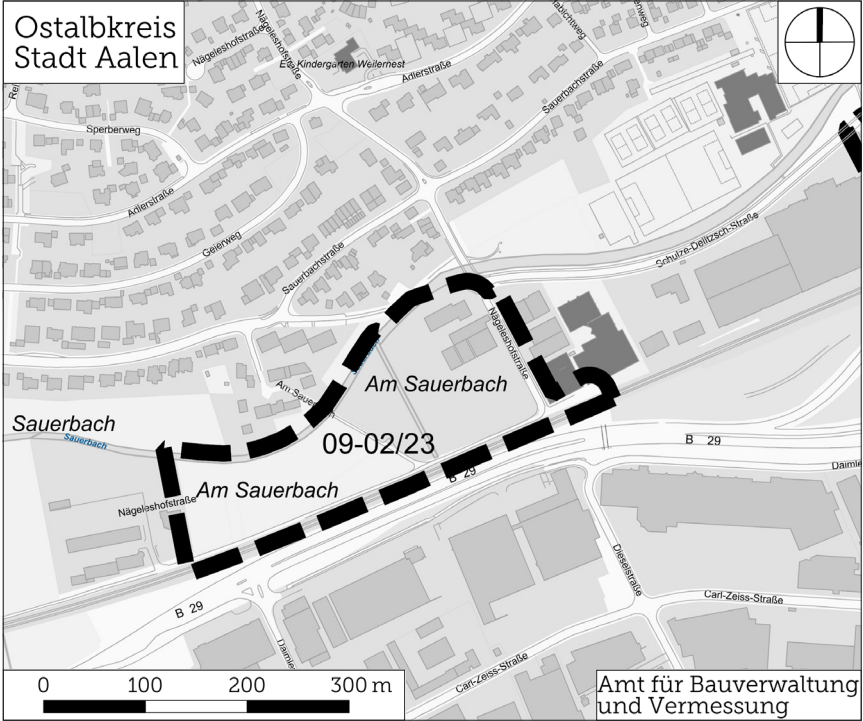 Ostalbkreis
Stadt Aalen
Nägeleshofstraße
Nägeleshofstraße
Ev. Kindergarten Weilernest
Adlerstraße
Sauerbachstraße
Sperberweg
Adlerstraße
Geierweg
Sauerbachstraße
Schulze-Delitzsch-Straße
Nägeleshofstraße
Am Sauerbach
Sauerbach
Sauerbach
09-02/23
Am Sauerbach
Nägeleshofstraße
B 29
B 29
B 29
Dieselstraße
Carl-Zeiss-Straße
Carl-Zeiss-Straße
0 100 200 300 m
Amt für Bauverwaltung
und Vermessung